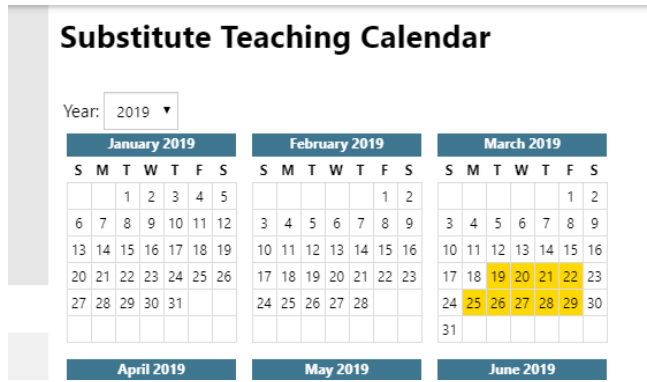 Substitute Teaching Calendar
Year: 2019
January 2019 February 2019 March 2019
S M T W T F S S M T W T F S S M T W T F S
1 2 3 4 5 1 2 1 2
6 7 8 9 10 11 12 3 4 5 6 7 8 9 3 4 5 6 7 8 9
13 14 15 16 17 18 19 10 11 12 13 14 15 16 10 11 12 13 14 15 16
20 21 22 23 24 25 26 17 18 19 20 21 22 23 17 18 19 20 21 22 23
27 28 29 30 31 24 25 26 27 28 24 25 26 27 28 29 30
31
April 2019 May 2019 June 2019